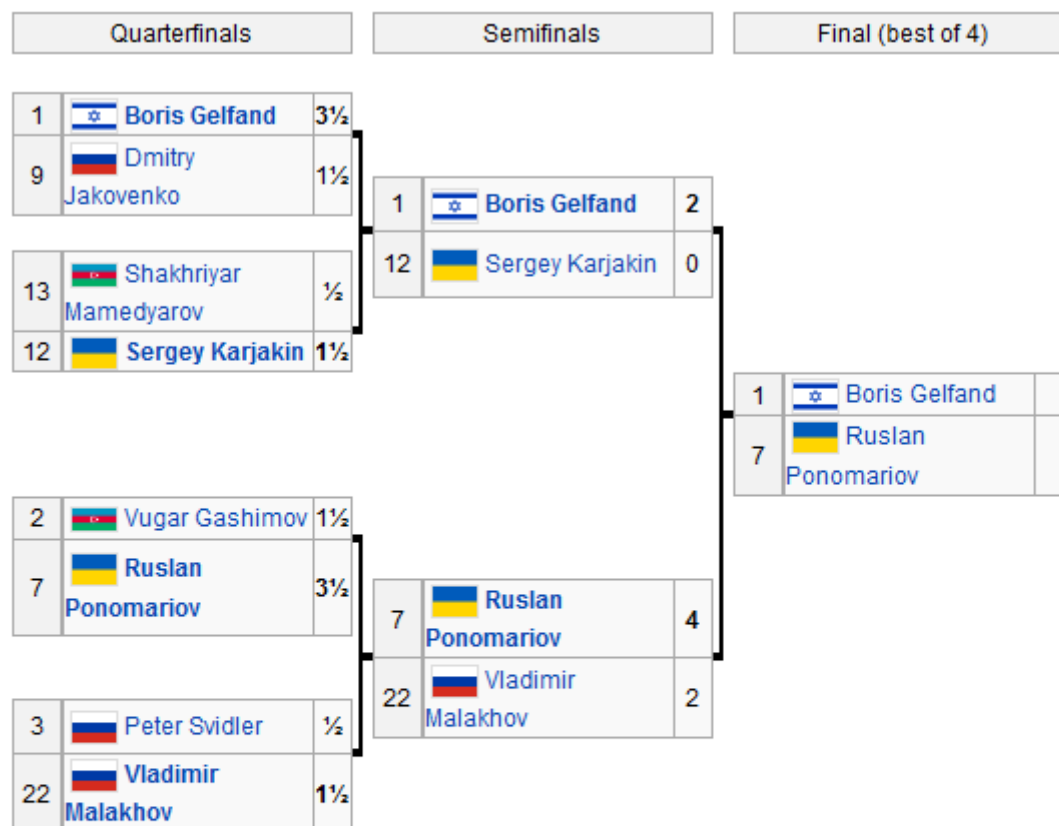 Quarterfinals
Semifinals
Final (best of 4)
1 Boris Gelfand 3½
9 Dmitry
Jakovenko 1½
13 Shakhriyar
Mamedyarov ½
12 Sergey Karjakin 1½
2 Vugar Gashimov 1½
7 Ruslan
Ponomariov 3½
3 Peter Svidler ½
22 Vladimir
Malakhov 1½
1 Boris Gelfand 2
12 Sergey Karjakin 0
7 Ruslan
Ponomariov 4
22 Vladimir
Malakhov 2
1 Boris Gelfand
7 Ruslan
Ponomariov